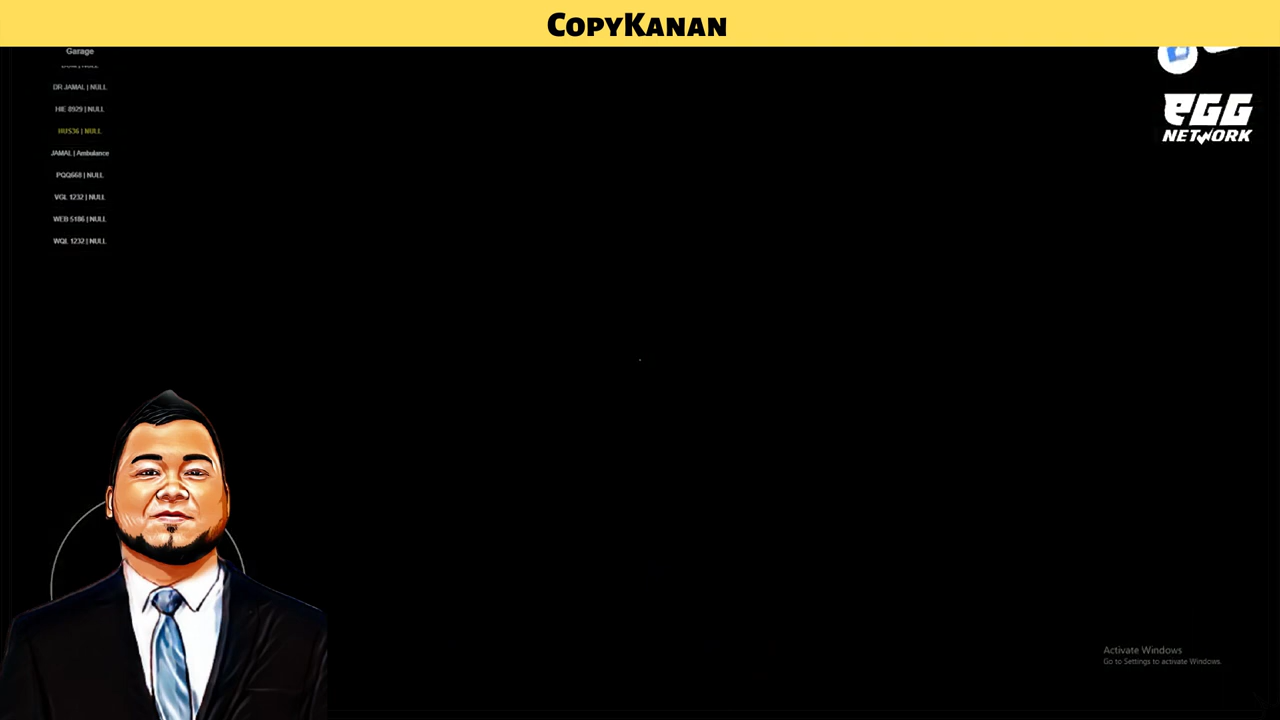 CopyKanan
Garage
DR JAMAL | NULL
HIE 8929 | NULL
HUS36 | NULL
JAMAL | Ambulance
PQQ668 | NULL
VGL 1232 | NULL
WEB 5186 | NULL
WQL 1232 | NULL
eGG
NETWORK
Activate Windows
Go to Settings to activate Windows.